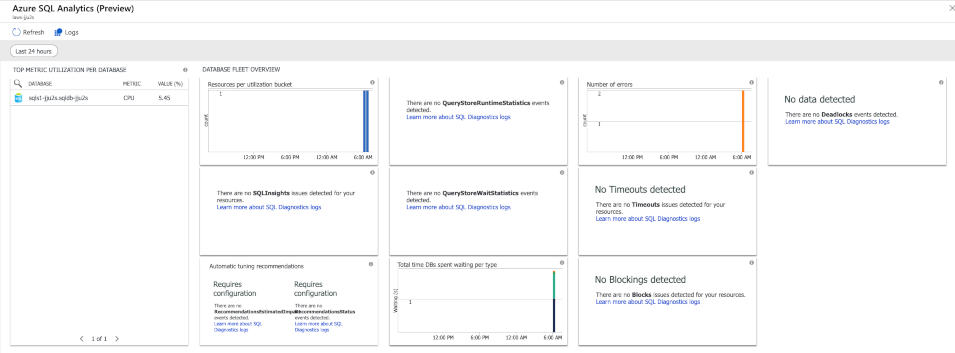 Azure SQL Analytics (Preview)
laws-jju2s
Refresh
Logs
Last 24 hours
TOP METRIC UTILIZATION PER DATABASE
DATABASE METRIC VALUE (%)
sqlst-jju2s.sqldb-jju2s CPU 5.45
1 of 1
DATABASE FLEET OVERVIEW
Resources per utilization bucket
1
count
12:00 PM 6:00 PM 12:00 AM 6:00 AM
There are no QueryStoreRuntimeStatistics events
detected.
Learn more about SQL Diagnostics logs
Number of errors
2
1
count
12:00 PM 6:00 PM 12:00 AM 6:00 AM
No data detected
There are no Deadlocks events detected.
Learn more about SQL Diagnostics logs
There are no SQLInsights issues detected for your
resources.
Learn more about SQL Diagnostics logs
There are no QueryStoreWaitStatistics events
detected.
Learn more about SQL Diagnostics logs
No Timeouts detected
There are no Timeouts issues detected for your
resources.
Learn more about SQL Diagnostics logs
Automatic tuning recommendations
Requires
configuration
There are no
RecommendationsEstimatedImpact
events detected.
Learn more about SQL
Diagnostics logs
Requires
configuration
There are no
RecommendationsStatus
events detected.
Learn more about SQL
Diagnostics logs
Total time DBs spent waiting per type
1
Waiting (s)
12:00 PM 6:00 PM 12:00 AM 6:00 AM
No Blockings detected
There are no Blocks issues detected for your resources.
Learn more about SQL Diagnostics logs